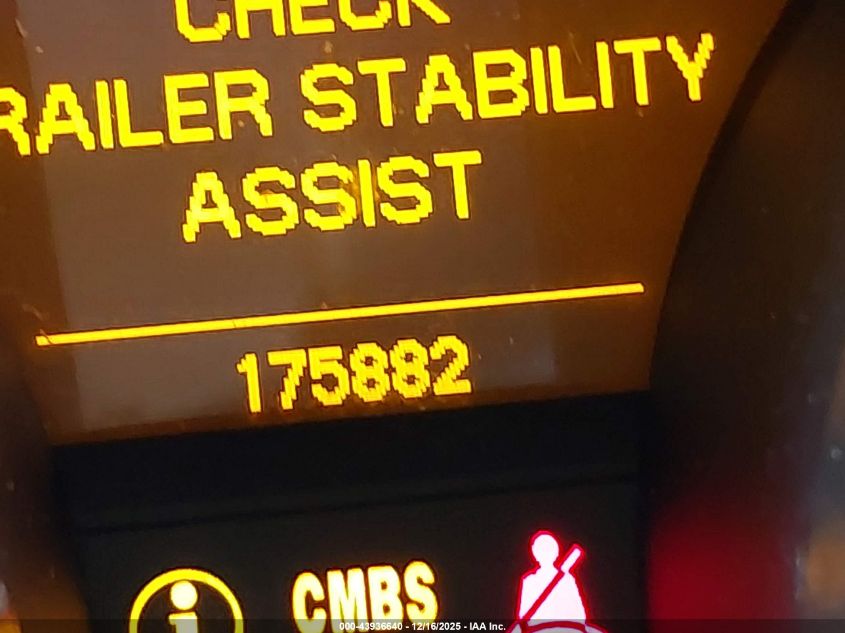 CHECK
RAILER STABILITY
ASSIST
175882
i CMBS
000-43936640 - 12/16/2025 - IAA Inc.